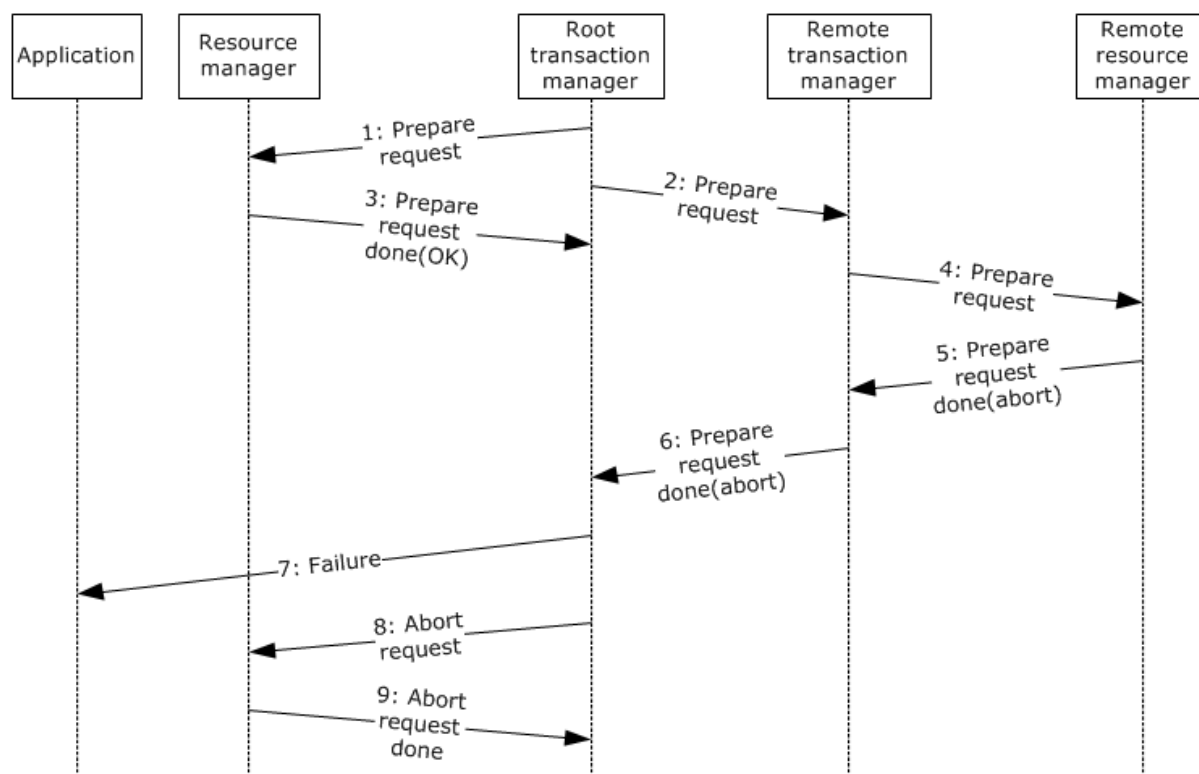 Application
Resource
manager
Root
transaction
manager
Remote
transaction
manager
Remote
resource
manager
1: Prepare
request
2: Prepare
request
3: Prepare
request
done(OK)
4: Prepare
request
5: Prepare
request
done(abort)
6: Prepare
request
done(abort)
7: Failure
8: Abort
request
9: Abort
request
done